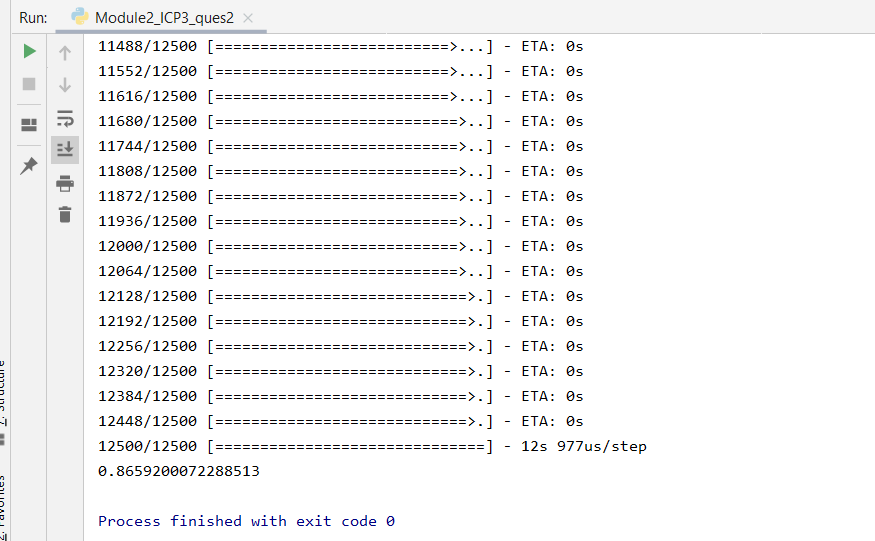 Run: Module2_ICP3_ques2
11488/12500 [==========================>...] - ETA: 0s
11552/12500 [==========================>...] - ETA: 0s
11616/12500 [==========================>...] - ETA: 0s
11680/12500 [===========================>..] - ETA: 0s
11744/12500 [===========================>..] - ETA: 0s
11808/12500 [===========================>..] - ETA: 0s
11872/12500 [===========================>..] - ETA: 0s
11936/12500 [===========================>..] - ETA: 0s
12000/12500 [===========================>..] - ETA: 0s
12064/12500 [===========================>..] - ETA: 0s
12128/12500 [============================>.] - ETA: 0s
12192/12500 [============================>.] - ETA: 0s
12256/12500 [============================>.] - ETA: 0s
12320/12500 [============================>.] - ETA: 0s
12384/12500 [============================>.] - ETA: 0s
12448/12500 [============================>.] - ETA: 0s
12500/12500 [==============================] - 12s 977us/step
0.8659200072288513
Process finished with exit code 0